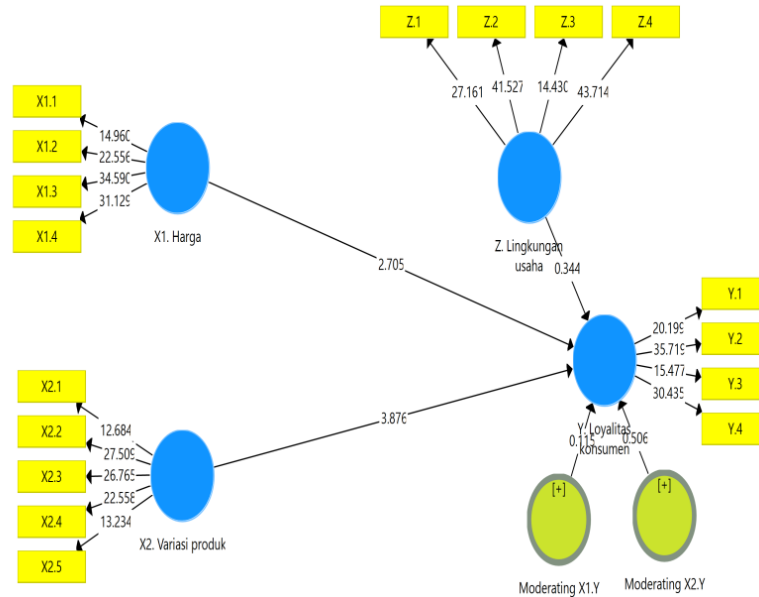 Z.1
Z.2
Z.3
Z.4
27.161
41.527
14.430
43.714
X1.1
X1.2
X1.3
X1.4
14.960
22.556
34.590
31.129
X1. Harga
Z. Lingkungan
usaha
2.705
0.344
Y.1
Y.2
Y.3
Y.4
20.199
35.719
15.477
30.435
Y. Loyalitas
konsumen
X2.1
X2.2
X2.3
X2.4
X2.5
12.684
27.509
26.765
22.558
13.234
X2. Variasi produk
3.876
0.115
0.506
[+]
[+]
Moderating X1.Y
Moderating X2.Y